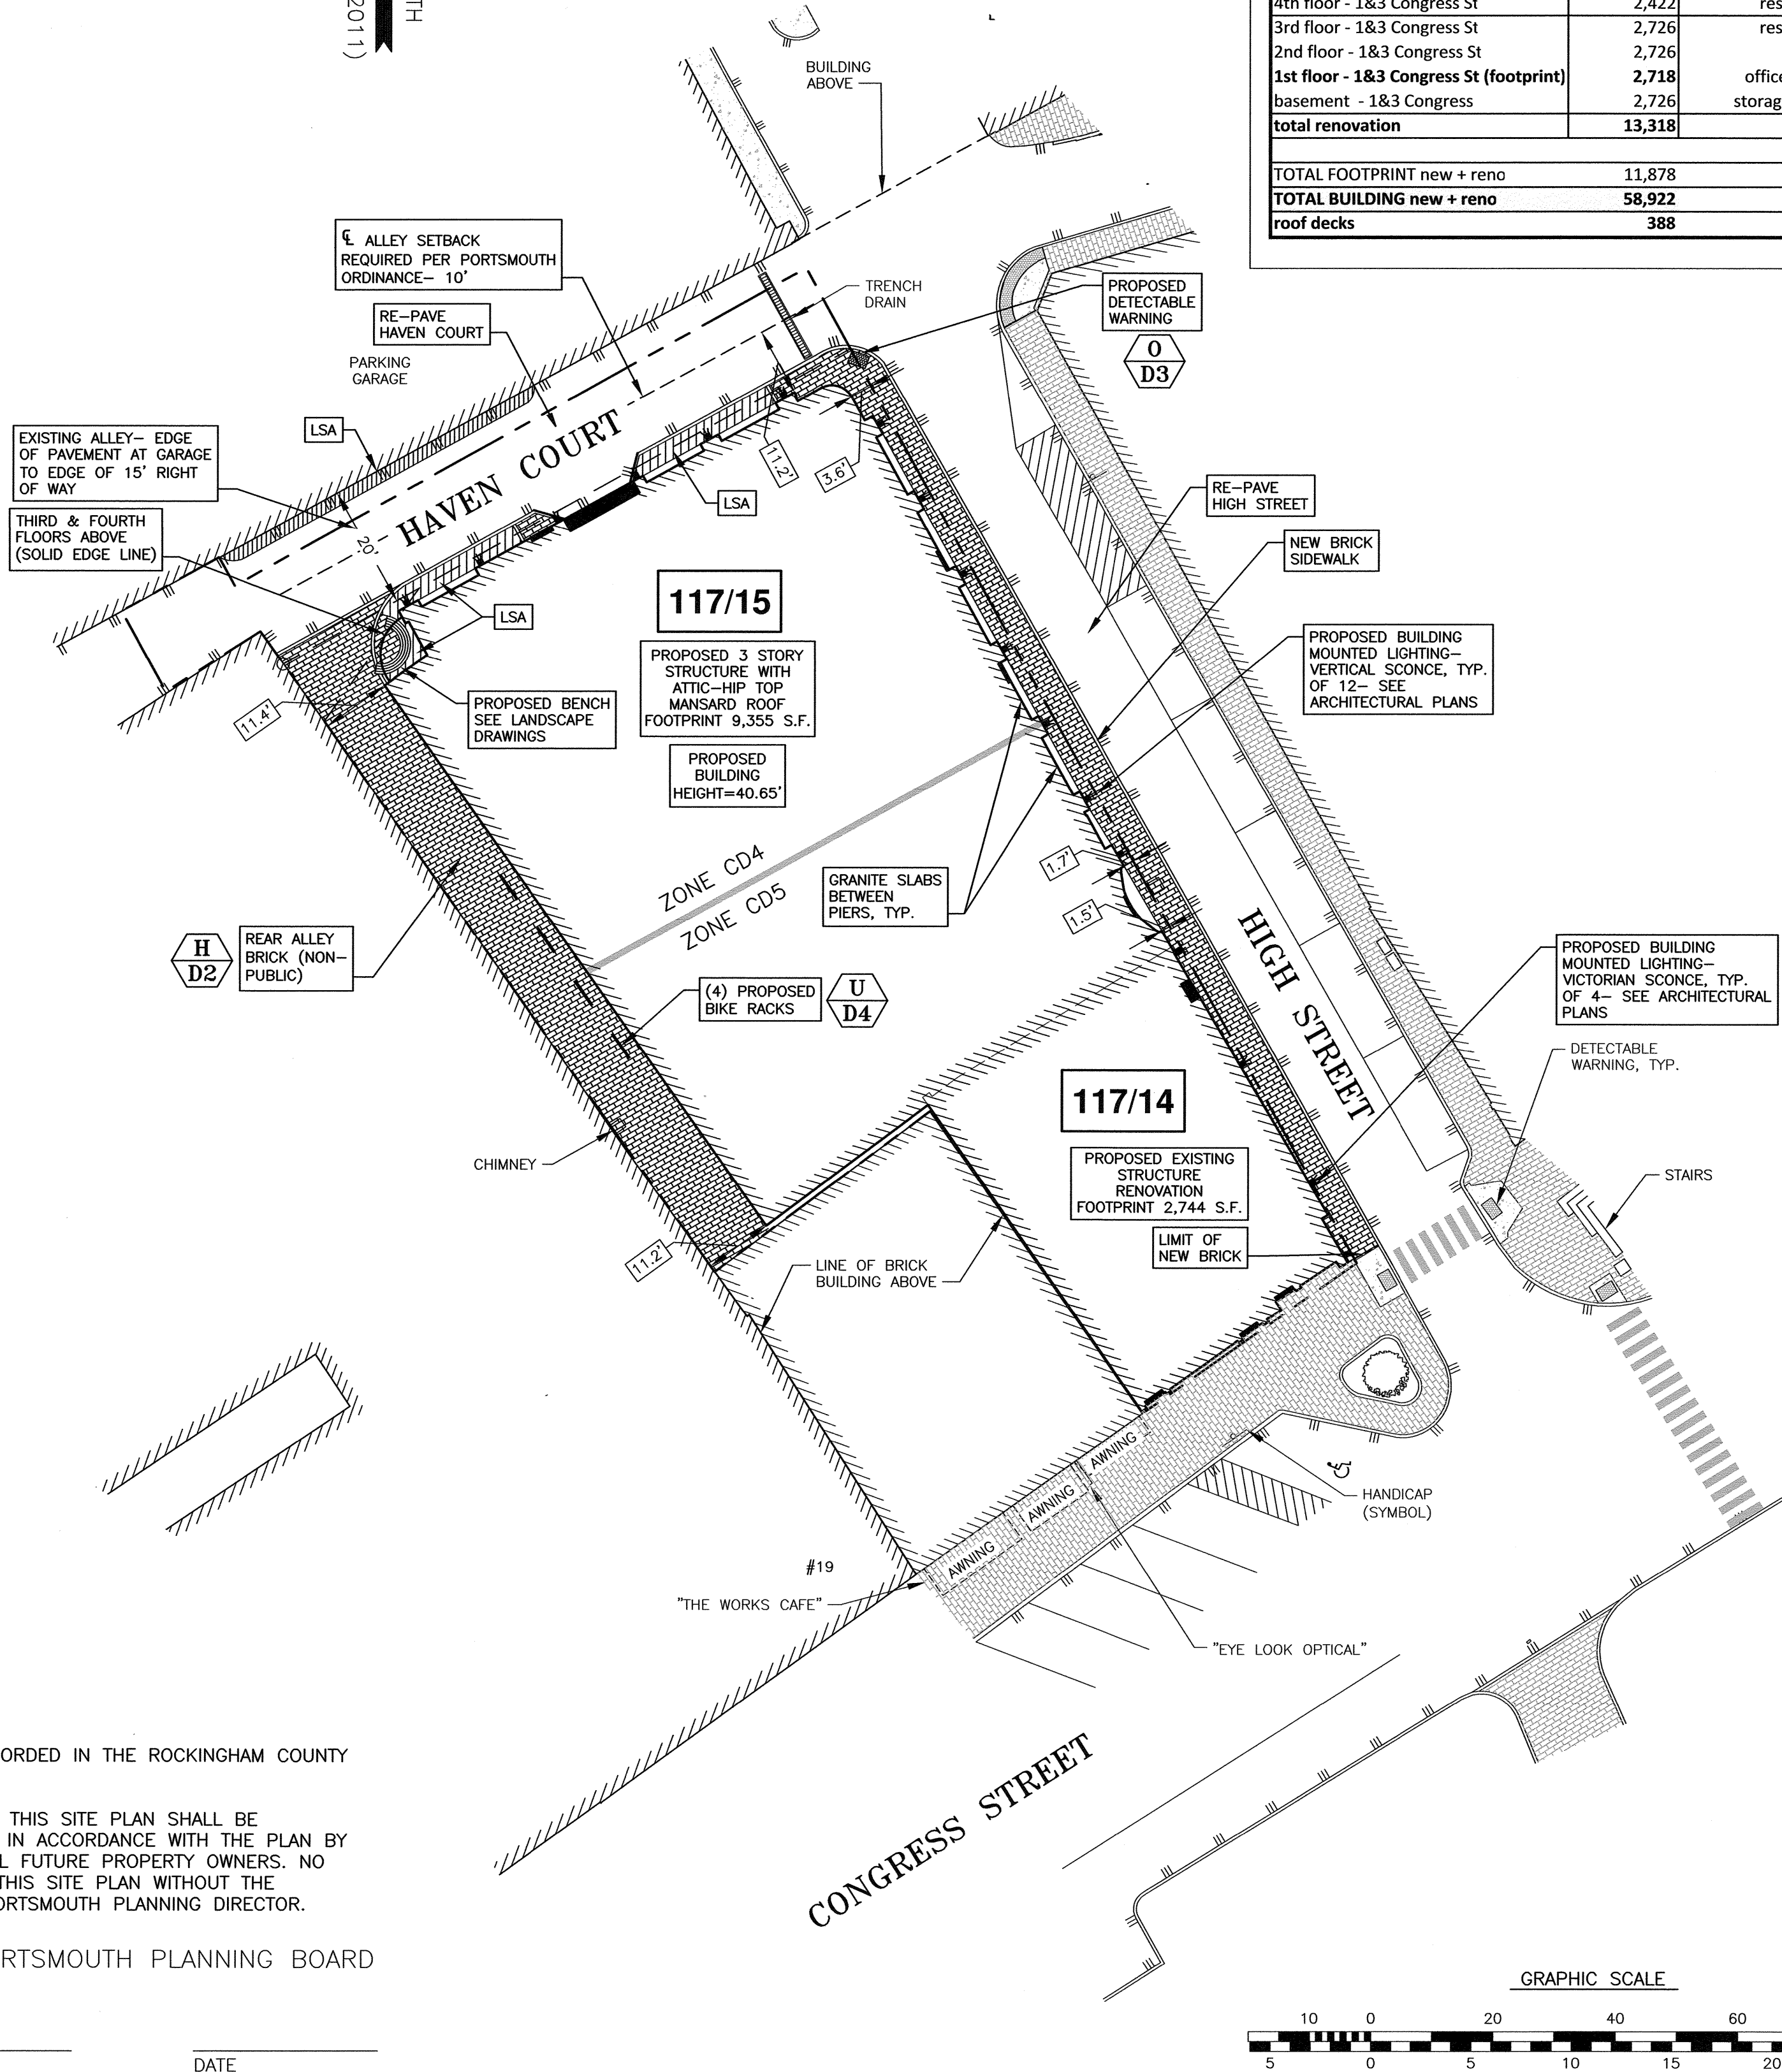 TH
2011)
4th floor - 1&3 Congress St 2,422 res
3rd floor - 1&3 Congress St 2,726 res
2nd floor - 1&3 Congress St 2,726
1st floor - 1&3 Congress St (footprint) 2,718 office
basement - 1&3 Congress 2,726 storag
total renovation 13,318
TOTAL FOOTPRINT new + reno 11,878
TOTAL BUILDING new + reno 58,922
roof decks 388
BUILDING
ABOVE
℄ ALLEY SETBACK
REQUIRED PER PORTSMOUTH
ORDINANCE– 10'
RE-PAVE
HAVEN COURT
PARKING
GARAGE
TRENCH
DRAIN
PROPOSED
DETECTABLE
WARNING
O
D3
LSA
EXISTING ALLEY– EDGE
OF PAVEMENT AT GARAGE
TO EDGE OF 15' RIGHT
OF WAY
THIRD & FOURTH
FLOORS ABOVE
(SOLID EDGE LINE)
HAVEN COURT
20'
11.2'
3.6'
LSA
LSA
RE-PAVE
HIGH STREET
NEW BRICK
SIDEWALK
117/15
PROPOSED 3 STORY
STRUCTURE WITH
ATTIC-HIP TOP
MANSARD ROOF
FOOTPRINT 9,355 S.F.
PROPOSED
BUILDING
HEIGHT=40.65'
PROPOSED BUILDING
MOUNTED LIGHTING–
VERTICAL SCONCE, TYP.
OF 12– SEE
ARCHITECTURAL PLANS
11.4'
PROPOSED BENCH
SEE LANDSCAPE
DRAWINGS
ZONE CD4
ZONE CD5
GRANITE SLABS
BETWEEN
PIERS, TYP.
1.7'
1.5'
HIGH STREET
H
D2
REAR ALLEY
BRICK (NON-
PUBLIC)
(4) PROPOSED
BIKE RACKS
U
D4
PROPOSED BUILDING
MOUNTED LIGHTING–
VICTORIAN SCONCE, TYP.
OF 4– SEE ARCHITECTURAL
PLANS
DETECTABLE
WARNING, TYP.
117/14
PROPOSED EXISTING
STRUCTURE
RENOVATION
FOOTPRINT 2,744 S.F.
CHIMNEY
STAIRS
LIMIT OF
NEW BRICK
11.2'
LINE OF BRICK
BUILDING ABOVE
AWNING
AWNING
AWNING
HANDICAP
(SYMBOL)
#19
"THE WORKS CAFE"
"EYE LOOK OPTICAL"
CONGRESS STREET
ORDED IN THE ROCKINGHAM COUNTY
THIS SITE PLAN SHALL BE
IN ACCORDANCE WITH THE PLAN BY
L FUTURE PROPERTY OWNERS. NO
THIS SITE PLAN WITHOUT THE
ORTSMOUTH PLANNING DIRECTOR.
RTSMOUTH PLANNING BOARD
DATE
GRAPHIC SCALE
10 0 20 40 60
5 0 5 10 15 20